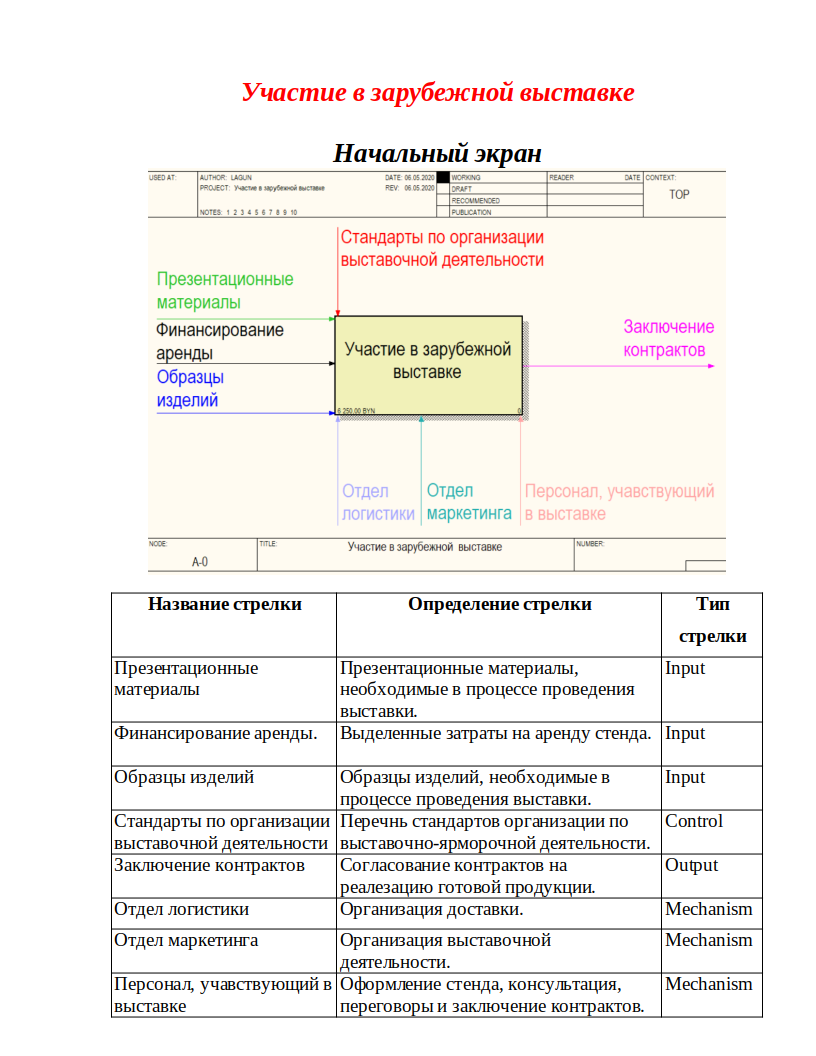 Участие в зарубежной выставке
Начальный экран
USED AT:
AUTHOR: LAGUN
DATE: 06.05.2020
WORKING
READER
DATE
CONTEXT:
PROJECT: Участие в зарубежной выставке
REV: 06.05.2020
DRAFT
TOP
RECOMMENDED
NOTES: 1 2 3 4 5 6 7 8 9 10
PUBLICATION
Стандарты по организации
выставочной деятельности
Презентационные
материалы
Финансирование
аренды
Образцы
изделий
Участие в зарубежной
выставке
6 250,00 BYN
0
Заключение
контрактов
Отдел
логистики
Отдел
маркетинга
Персонал, учавствующий
в выставке
NODE:
A-0
TITLE:
Участие в зарубежной выставке
NUMBER:
Название стрелки
Определение стрелки
Тип
стрелки
Презентационные
материалы
Презентационные материалы,
необходимые в процессе проведения
выставки.
Input
Финансирование аренды.
Выделенные затраты на аренду стенда.
Input
Образцы изделий
Образцы изделий, необходимые в
процессе проведения выставки.
Input
Стандарты по организации
выставочной деятельности
Перечнь стандартов организации по
выставочно-ярморочной деятельности.
Control
Заключение контрактов
Согласование контрактов на
реалезацию готовой продукции.
Output
Отдел логистики
Организация доставки.
Mechanism
Отдел маркетинга
Организация выставочной
деятельности.
Mechanism
Персонал, учавствующий в
выставке
Оформление стенда, консультация,
переговоры и заключение контрактов.
Mechanism